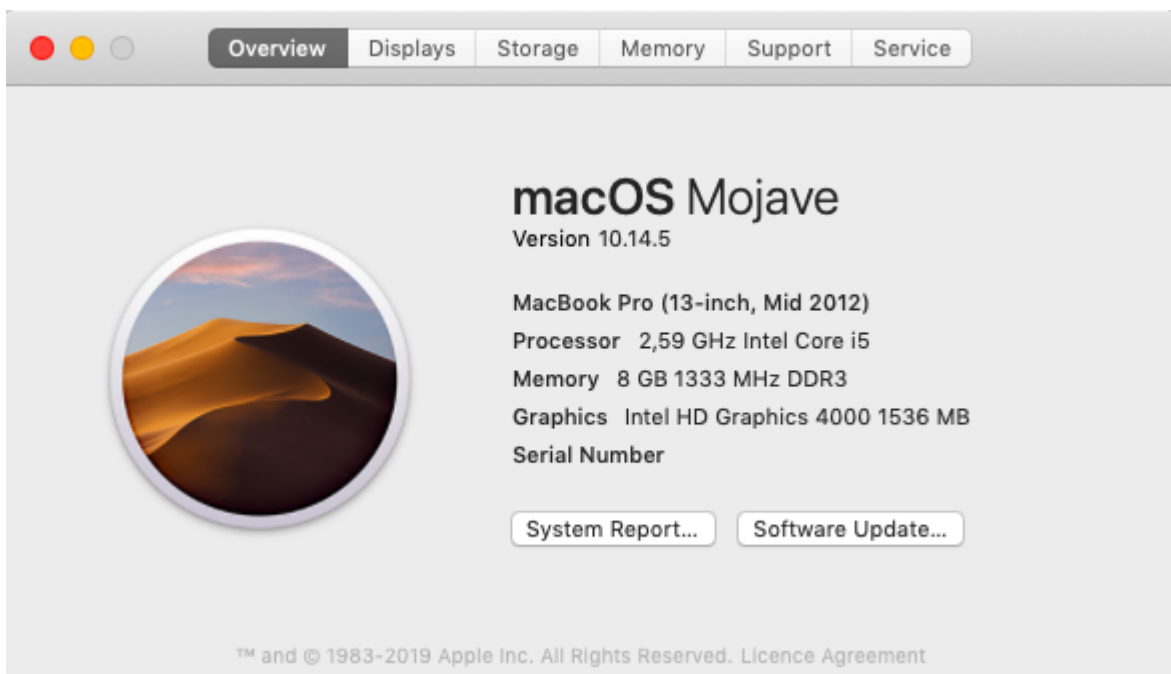 Overview Displays Storage Memory Support Service
macOS Mojave
Version 10.14.5
MacBook Pro (13-inch, Mid 2012)
Processor 2,59 GHz Intel Core i5
Memory 8 GB 1333 MHz DDR3
Graphics Intel HD Graphics 4000 1536 MB
Serial Number
System Report... Software Update...
™ and © 1983-2019 Apple Inc. All Rights Reserved. Licence Agreement